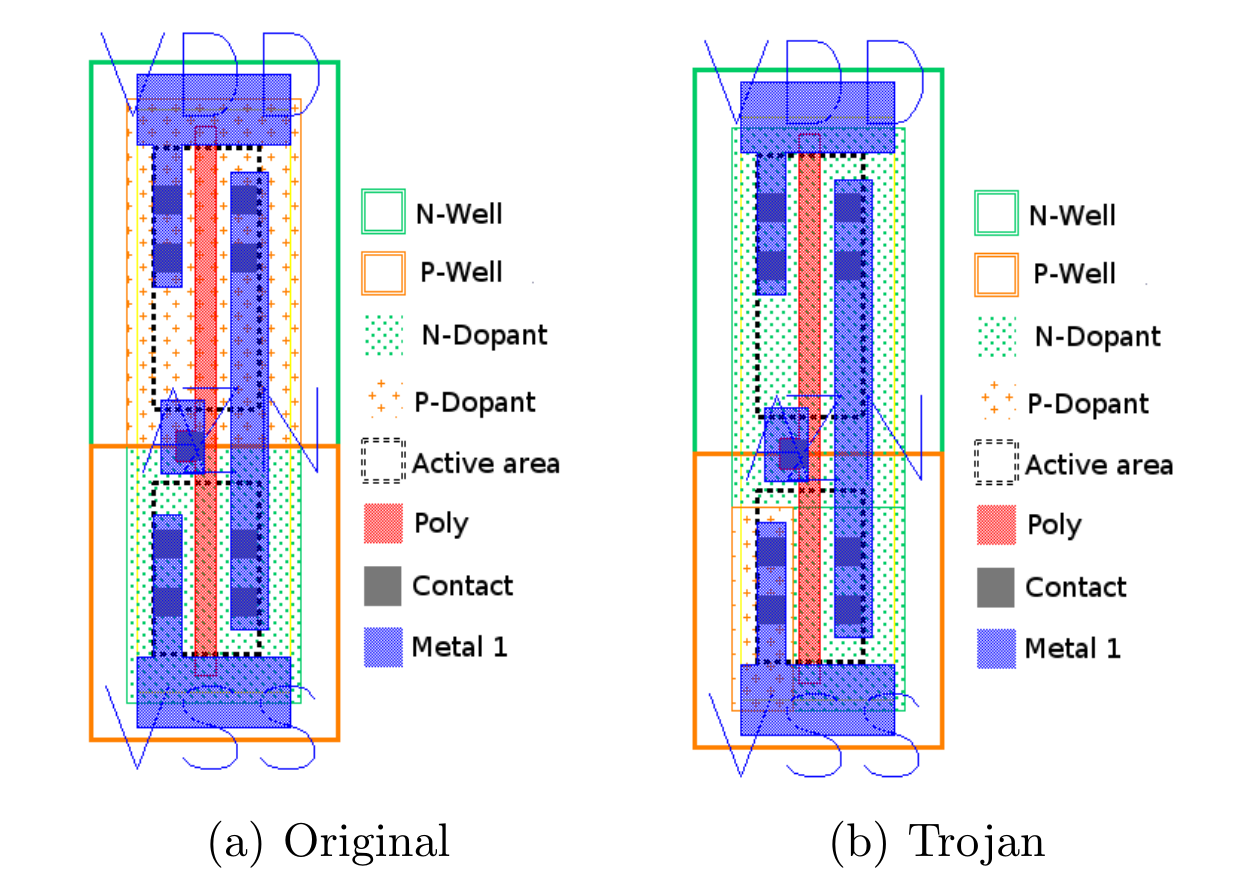 VDD
N-Well
P-Well
N-Dopant
P-Dopant
Active area
Poly
Contact
Metal 1
A
Z
N
VSS
(a) Original
VDD
N-Well
P-Well
N-Dopant
P-Dopant
Active area
Poly
Contact
Metal 1
A
Z
N
VSS
(b) Trojan